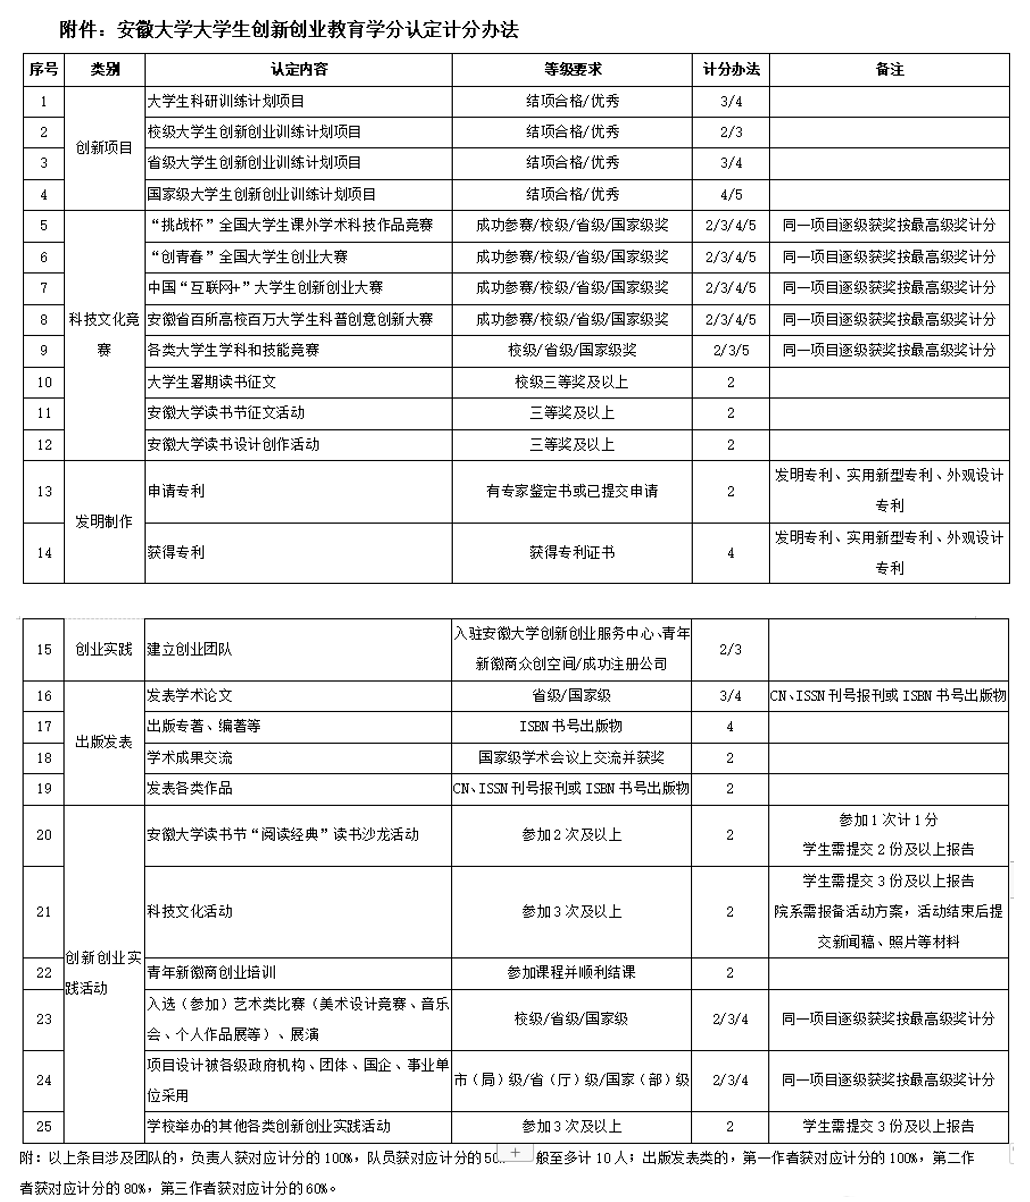 附件：安徽大学大学生创新创业教育学分认定计分办法
序号 类别 认定内容 等级要求 计分办法 备注
1 创新项目 大学生科研训练计划项目 结项合格/优秀 3/4
2 校级大学生创新创业训练计划项目 结项合格/优秀 2/3
3 省级大学生创新创业训练计划项目 结项合格/优秀 3/4
4 国家级大学生创新创业训练计划项目 结项合格/优秀 4/5
5 科技文化竞赛 “挑战杯”全国大学生课外学术科技作品竞赛 成功参赛/校级/省级/国家级奖 2/3/4/5 同一项目逐级获奖按最高级奖计分
6 “创青春”全国大学生创业大赛 成功参赛/校级/省级/国家级奖 2/3/4/5 同一项目逐级获奖按最高级奖计分
7 中国“互联网+”大学生创新创业大赛 成功参赛/校级/省级/国家级奖 2/3/4/5 同一项目逐级获奖按最高级奖计分
8 安徽省百所高校百万大学生科普创意创新大赛 成功参赛/校级/省级/国家级奖 2/3/4/5 同一项目逐级获奖按最高级奖计分
9 各类大学生学科和技能竞赛 校级/省级/国家级奖 2/3/5 同一项目逐级获奖按最高级奖计分
10 大学生暑期读书征文 校级三等奖及以上 2
11 安徽大学读书节征文活动 三等奖及以上 2
12 安徽大学读书设计创作活动 三等奖及以上 2
13 发明制作 申请专利 有专家鉴定书或已提交申请 2 发明专利、实用新型专利、外观设计
专利
14 获得专利 获得专利证书 4 发明专利、实用新型专利、外观设计
专利
15 创业实践 建立创业团队 入驻安徽大学创新创业服务中心、青年
新徽商众创空间/成功注册公司 2/3
16 出版发表 发表学术论文 省级/国家级 3/4 CN、ISSN刊号报刊或ISBN书号出版物
17 出版专著、编著等 ISBN书号出版物 4
18 学术成果交流 国家级学术会议上交流并获奖 2
19 发表各类作品 CN、ISSN刊号报刊或ISBN书号出版物 2
20 创新创业实践活动 安徽大学读书节“阅读经典”读书沙龙活动 参加2次及以上 2 参加1次计1分
学生需提交2份及以上报告
21 科技文化活动 参加3次及以上 2 学生需提交3份及以上报告
院系需报备活动方案，活动结束后提
交新闻稿、照片等材料
22 青年新徽商创业培训 参加课程并顺利结课 2
23 入选（参加）艺术类比赛（美术设计竞赛、音乐
会、个人作品展等）、展演 校级/省级/国家级 2/3/4 同一项目逐级获奖按最高级奖计分
24 项目设计被各级政府机构、团体、国企、事业单
位采用 市（局）级/省（厅）级/国家（部）级 2/3/4 同一项目逐级获奖按最高级奖计分
25 学校举办的其他各类创新创业实践活动 参加3次及以上 2 学生需提交3份及以上报告
附：以上条目涉及团队的，负责人获对应计分的100%，队员获对应计分的50 般至多计10人；出版发表类的，第一作者获对应计分的100%，第二作
者获对应计分的80%，第三作者获对应计分的60%。